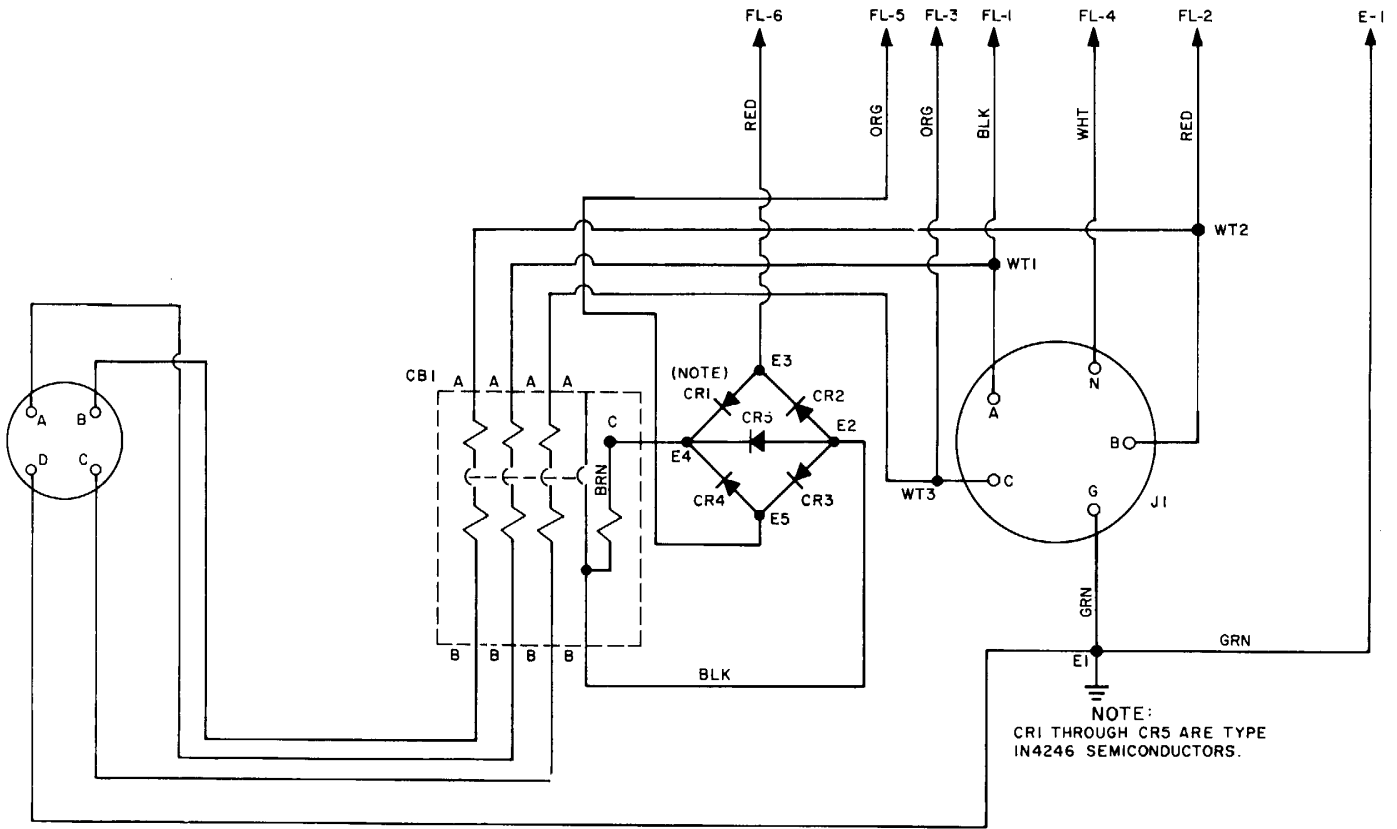 FL-6
FL-5
FL-3
FL-1
FL-4
FL-2
E-1
RED
ORG
ORG
BLK
WHT
RED
WT2
WT1
E3
(NOTE)
CR1
CR2
CR5
E2
E4
CR4
CR3
E5
CB1
A
A
A
A
C
BRN
B
B
B
B
BLK
A
B
D
C
N
A
B
C
G
WT3
J1
GRN
GRN
E1
NOTE:
CR1 THROUGH CR5 ARE TYPE
IN4246 SEMICONDUCTORS.